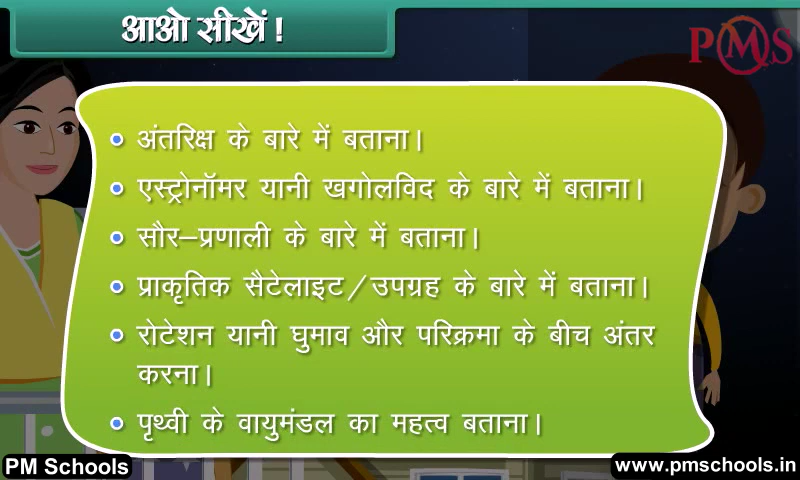 आओ सीखें!
PMS
अंतरिक्ष के बारे में बताना।
एस्ट्रोनॉमर यानी खगोलविद के बारे में बताना।
सौर–प्रणाली के बारे में बताना।
प्राकृतिक सैटेलाइट/उपग्रह के बारे में बताना।
रोटेशन यानी घुमाव और परिक्रमा के बीच अंतर
करना।
पृथ्वी के वायुमंडल का महत्व बताना।
PM Schools
www.pmschools.in